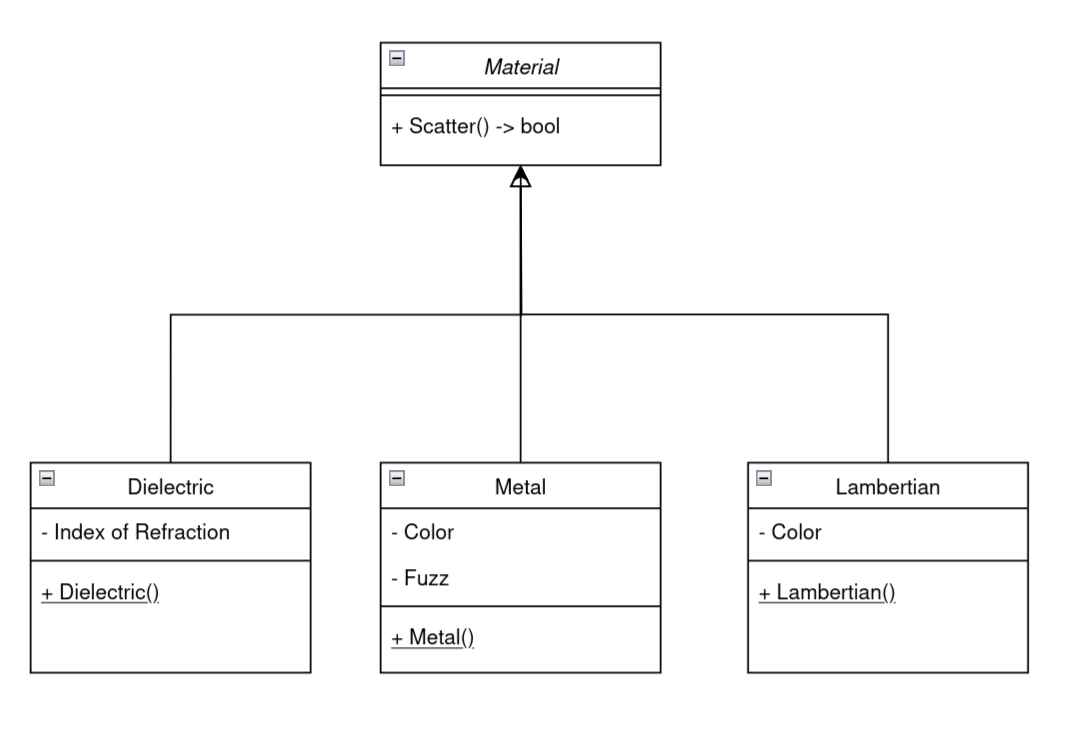 Material
+ Scatter() -> bool
Dielectric
- Index of Refraction
+ Dielectric()
Metal
- Color
- Fuzz
+ Metal()
Lambertian
- Color
+ Lambertian()